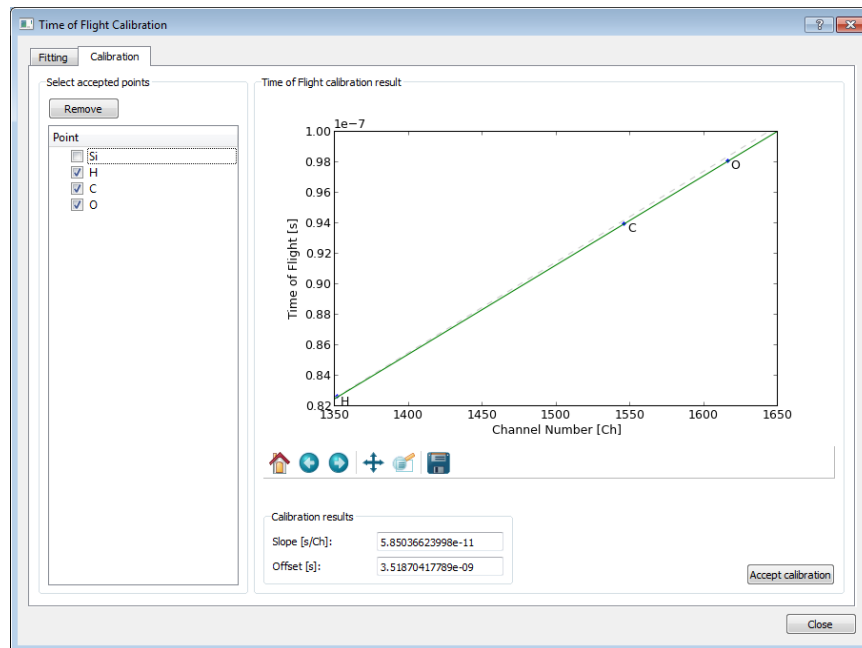 Time of Flight Calibration
Fitting
Calibration
Select accepted points
Remove
Point
Si
H
C
O
Time of Flight calibration result
1e−7
1.00
0.98
0.96
0.94
0.92
0.90
0.88
0.86
0.84
0.82
Time of Flight [s]
O
C
H
1350 1400 1450 1500 1550 1600 1650
Channel Number [Ch]
Calibration results
Slope [s/Ch]: 5.85036623998e-11
Offset [s]: 3.51870417789e-09
Accept calibration
Close